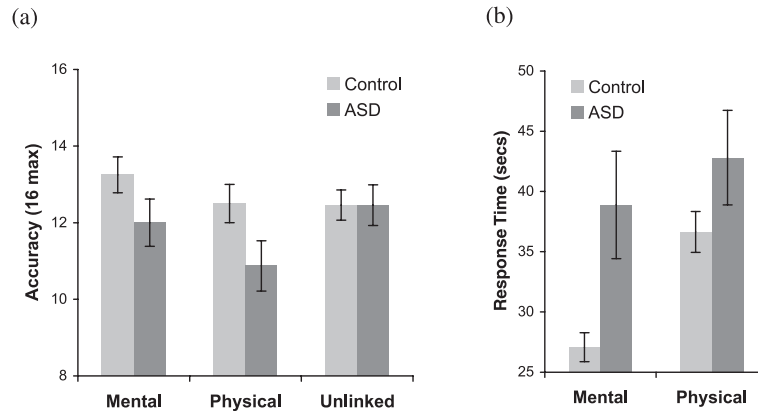 (a)
16
14
12
10
8
Accuracy (16 max)
Control
ASD
Mental Physical Unlinked
(b)
50
45
40
35
30
25
Response Time (secs)
Control
ASD
Mental Physical